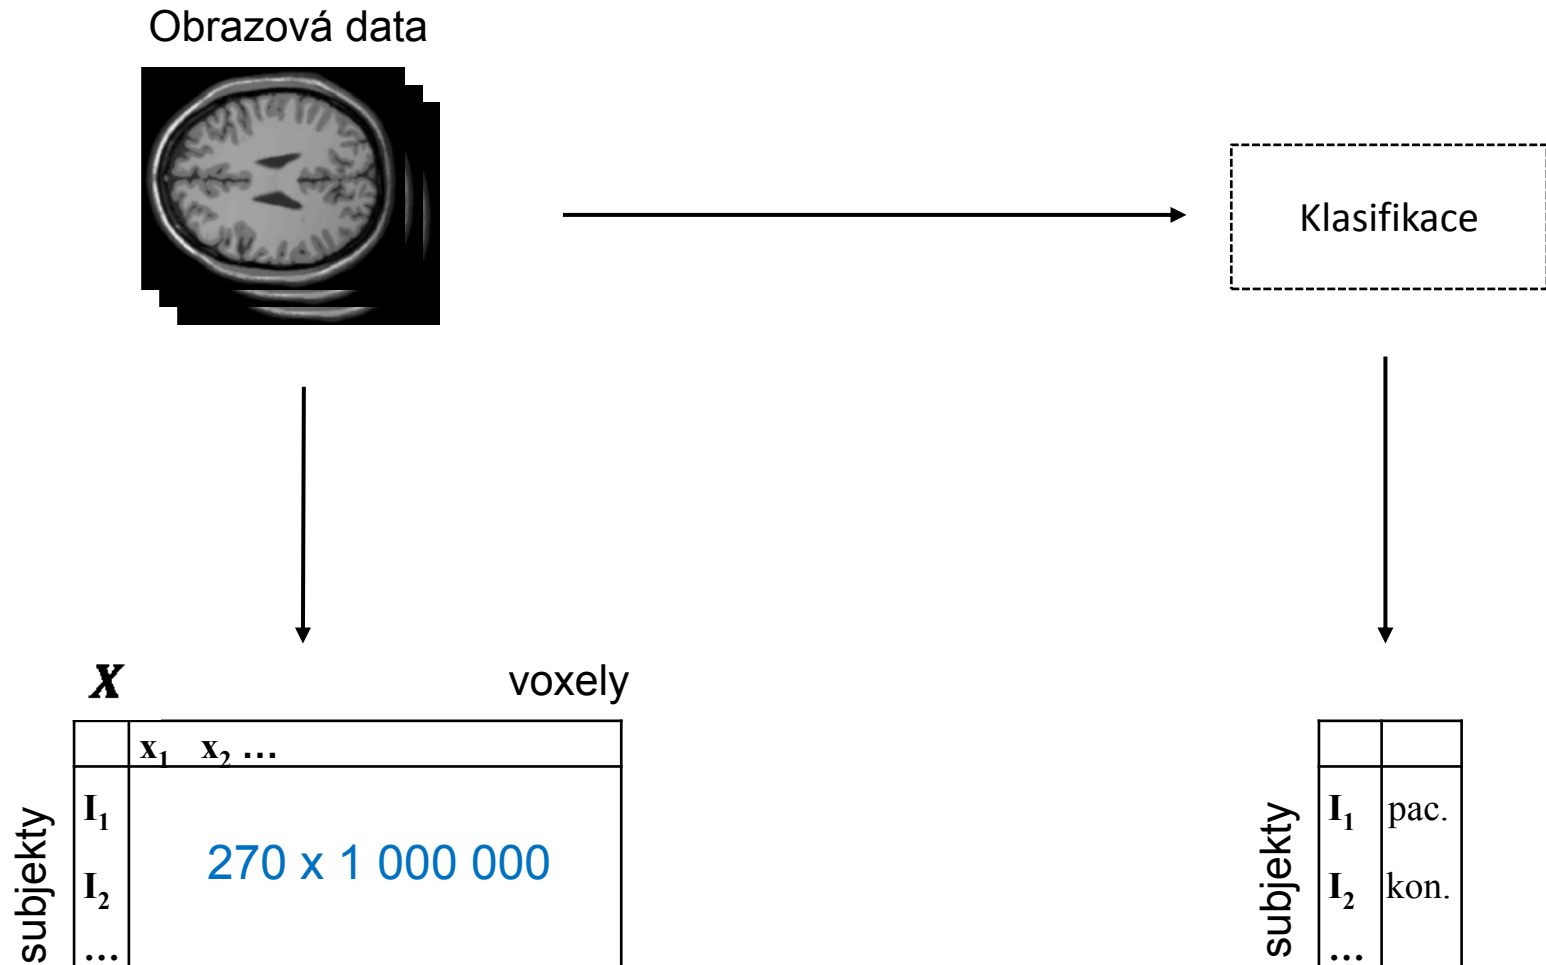 Obrazová data
Klasifikace
X voxely
x1 x2 …
subjekty
I1
270 x 1 000 000
I2
…
subjekty
I1 pac.
I2 kon.
…